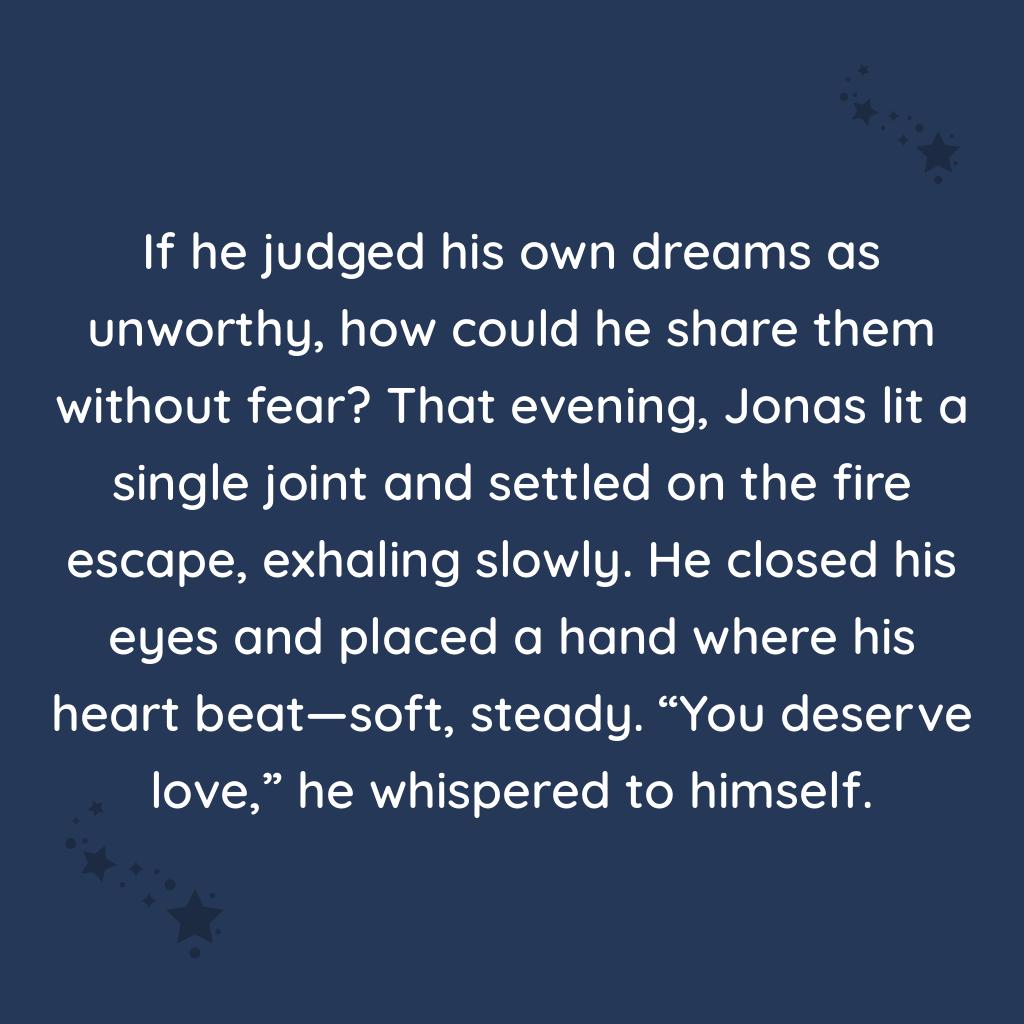 If he judged his own dreams as
unworthy, how could he share them
without fear? That evening, Jonas lit a
single joint and settled on the fire
escape, exhaling slowly. He closed his
eyes and placed a hand where his
heart beat—soft, steady. “You deserve
love,” he whispered to himself.